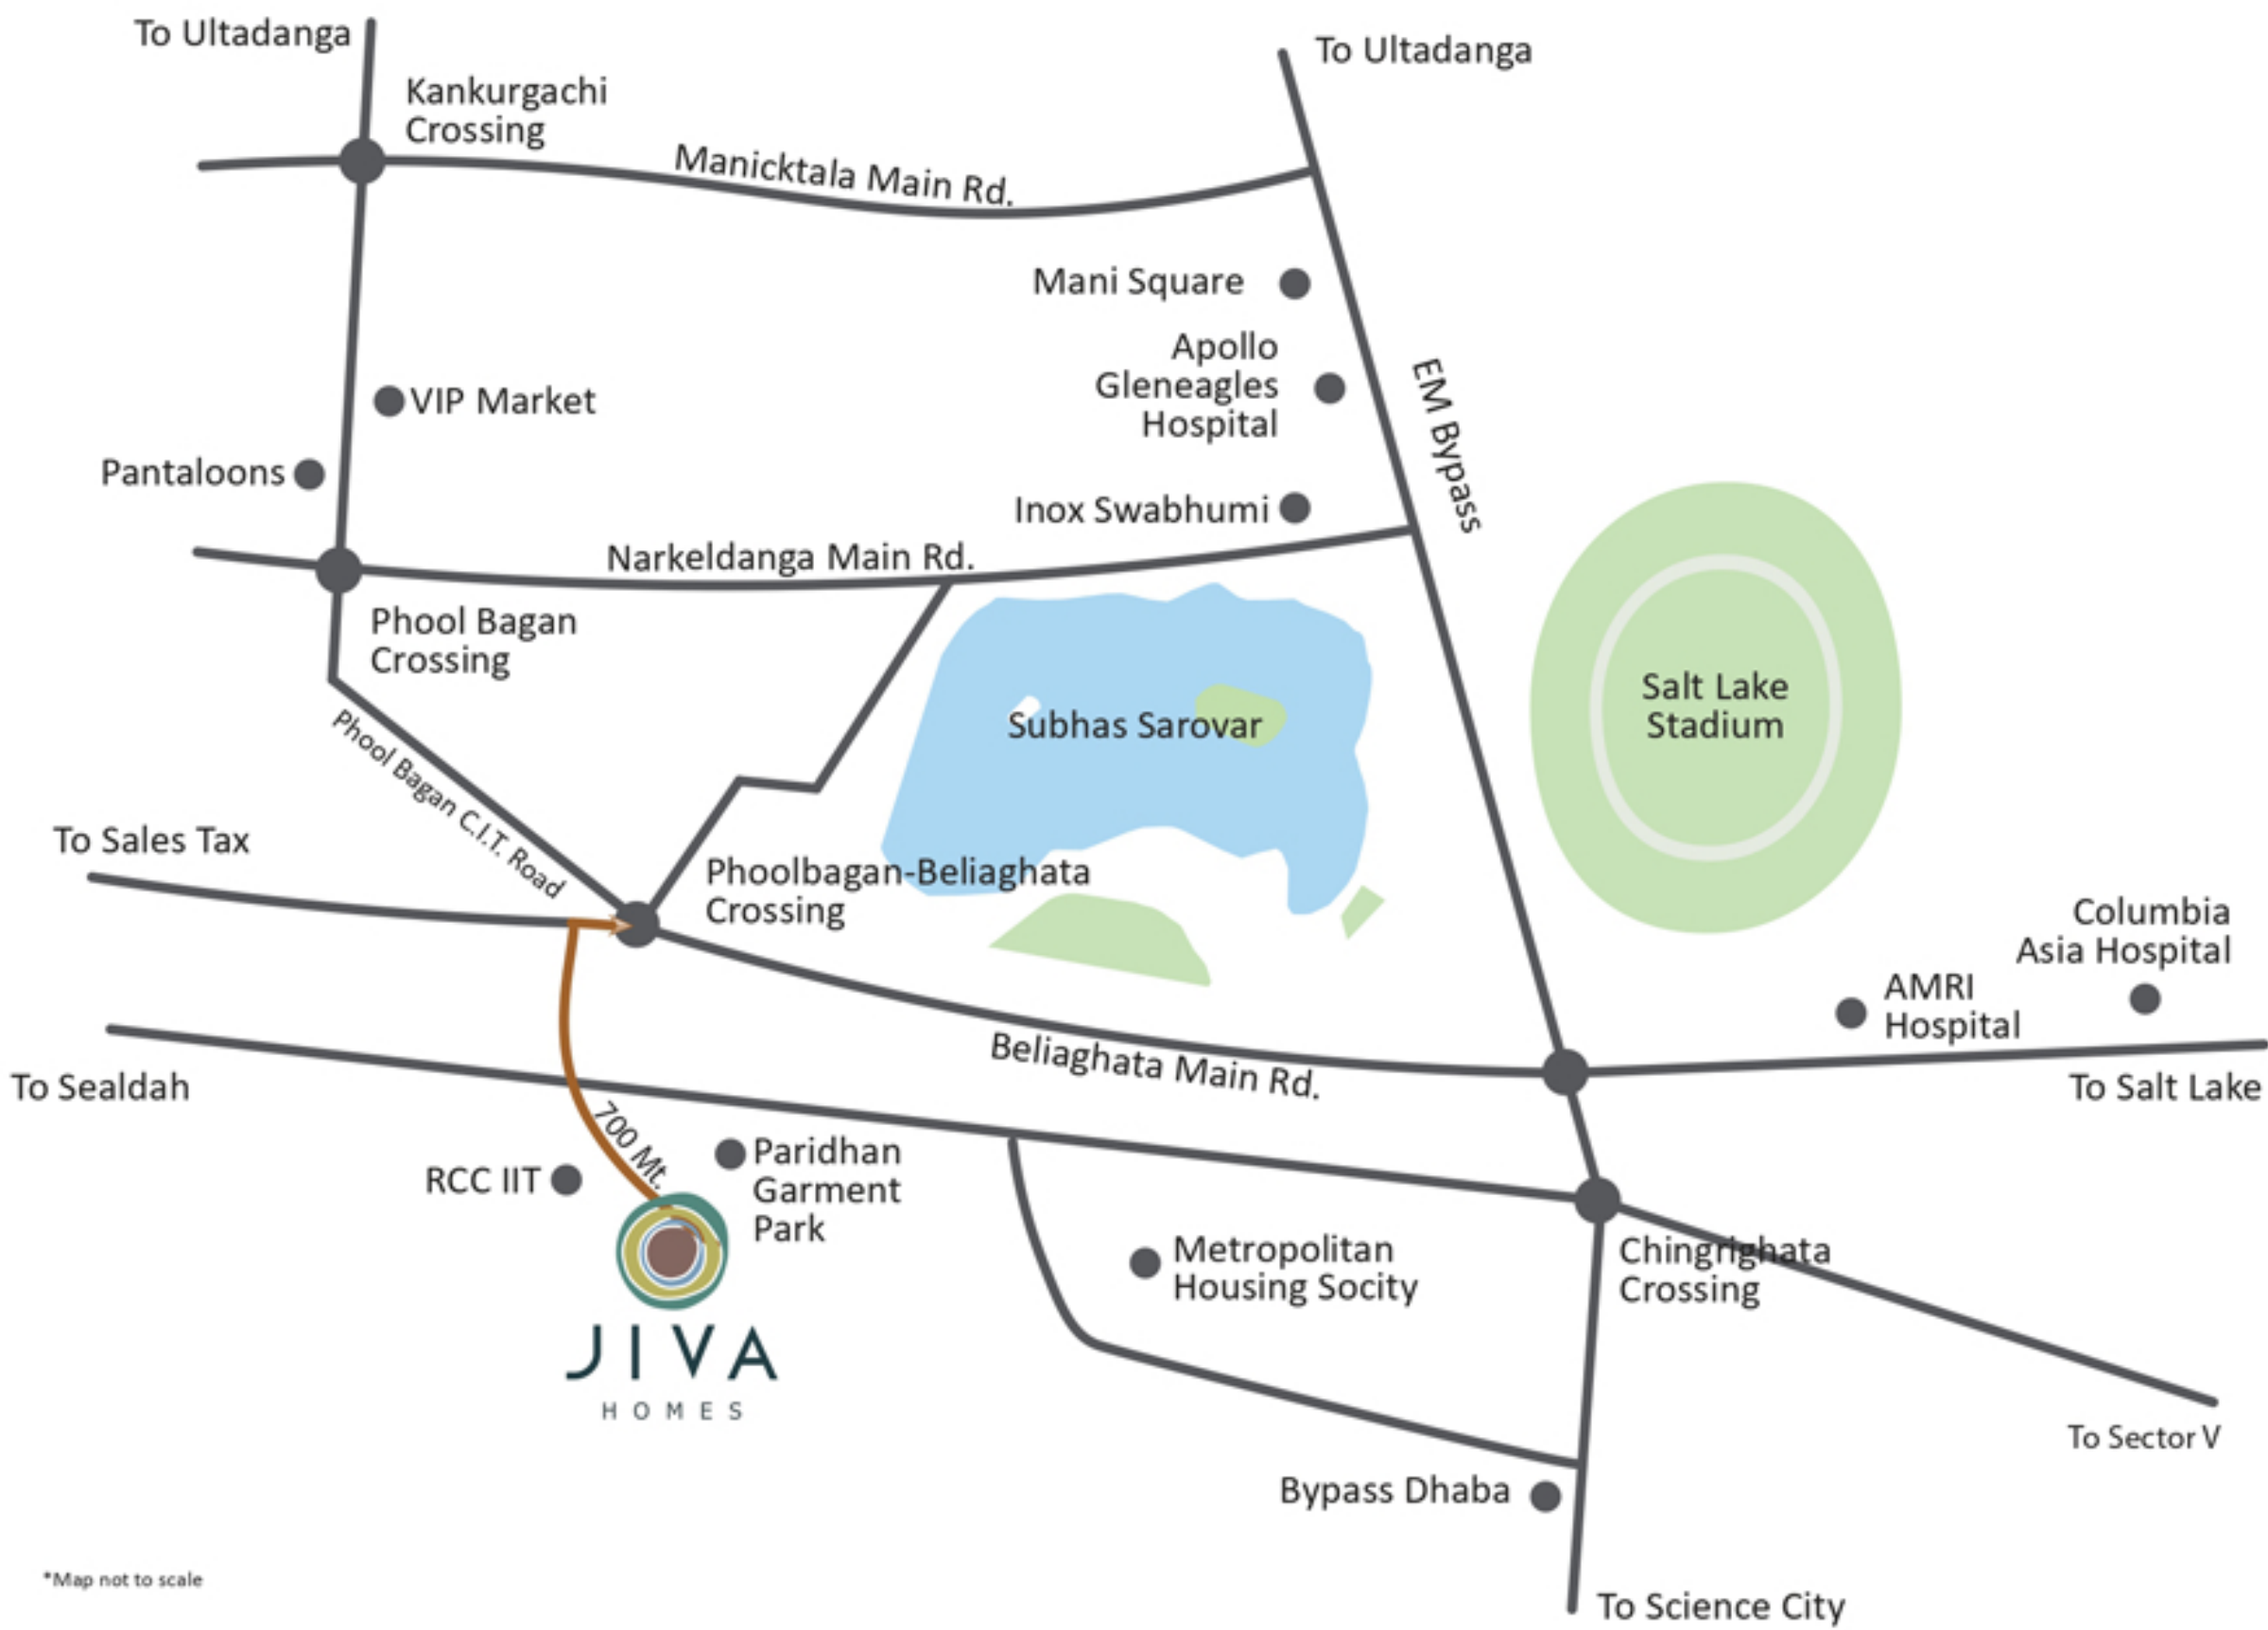 To Ultadanga
To Ultadanga
Kankurgachi
Crossing
Manicktala Main Rd.
Mani Square
Apollo
Gleneagles
Hospital
EM Bypass
VIP Market
Pantaloons
Inox Swabhumi
Narkeldanga Main Rd.
Phool Bagan
Crossing
Salt Lake
Stadium
Subhas Sarovar
Phool Bagan C.I.T. Road
To Sales Tax
Phoolbagan-Beliaghata
Crossing
Columbia
Asia Hospital
AMRI
Hospital
Beliaghata Main Rd.
To Sealdah
To Salt Lake
700 Mt.
RCC IIT
Paridhan
Garment
Park
Metropolitan
Housing Socity
Chingrighata
Crossing
JIVA
HOMES
To Sector V
Bypass Dhaba
*Map not to scale
To Science City